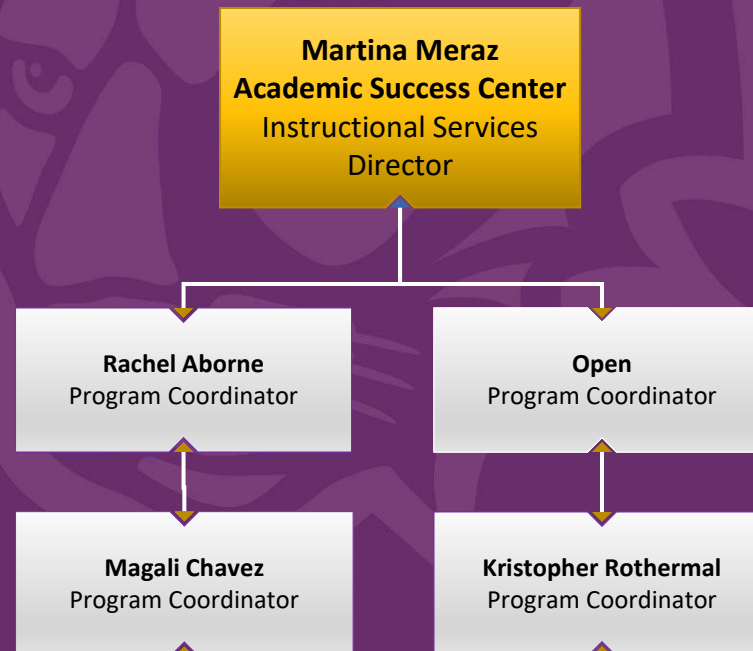 Martina Meraz
Academic Success Center
Instructional Services
Director
Rachel Aborne
Program Coordinator
Open
Program Coordinator
Magali Chavez
Program Coordinator
Kristopher Rothermal
Program Coordinator